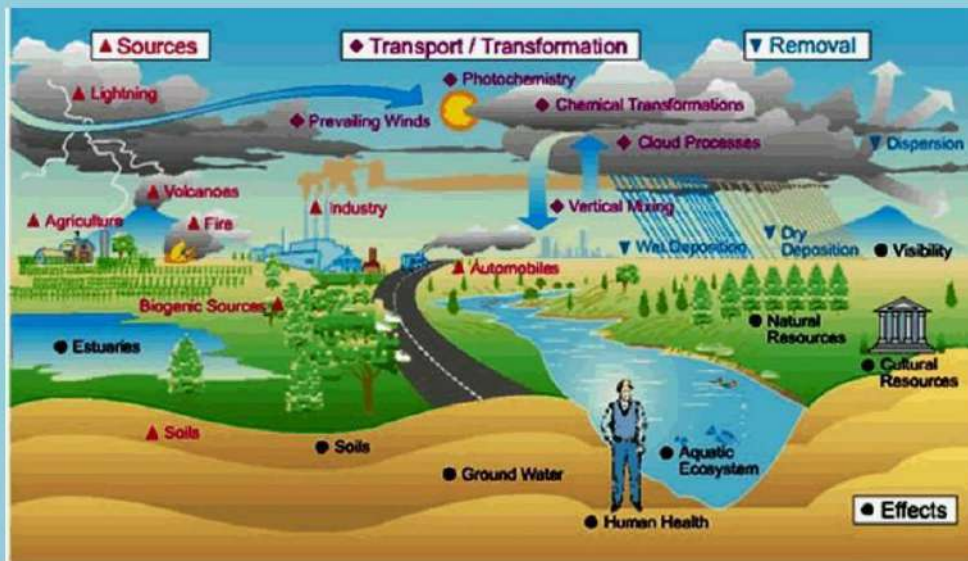 Sources
Transport / Transformation
Removal
Photochemistry
Lightning
Chemical Transformations
Prevailing Winds
Cloud Processes
Dispersion
Volcanoes
Agriculture
Fire
Industry
Vertical Mixing
Wet Deposition
Dry
Deposition
Visibility
Automobiles
Biogenic Sources
Natural
Resources
Estuaries
Cultural
Resources
Soils
Soils
Ground Water
Aquatic
Ecosystem
Effects
Human Health